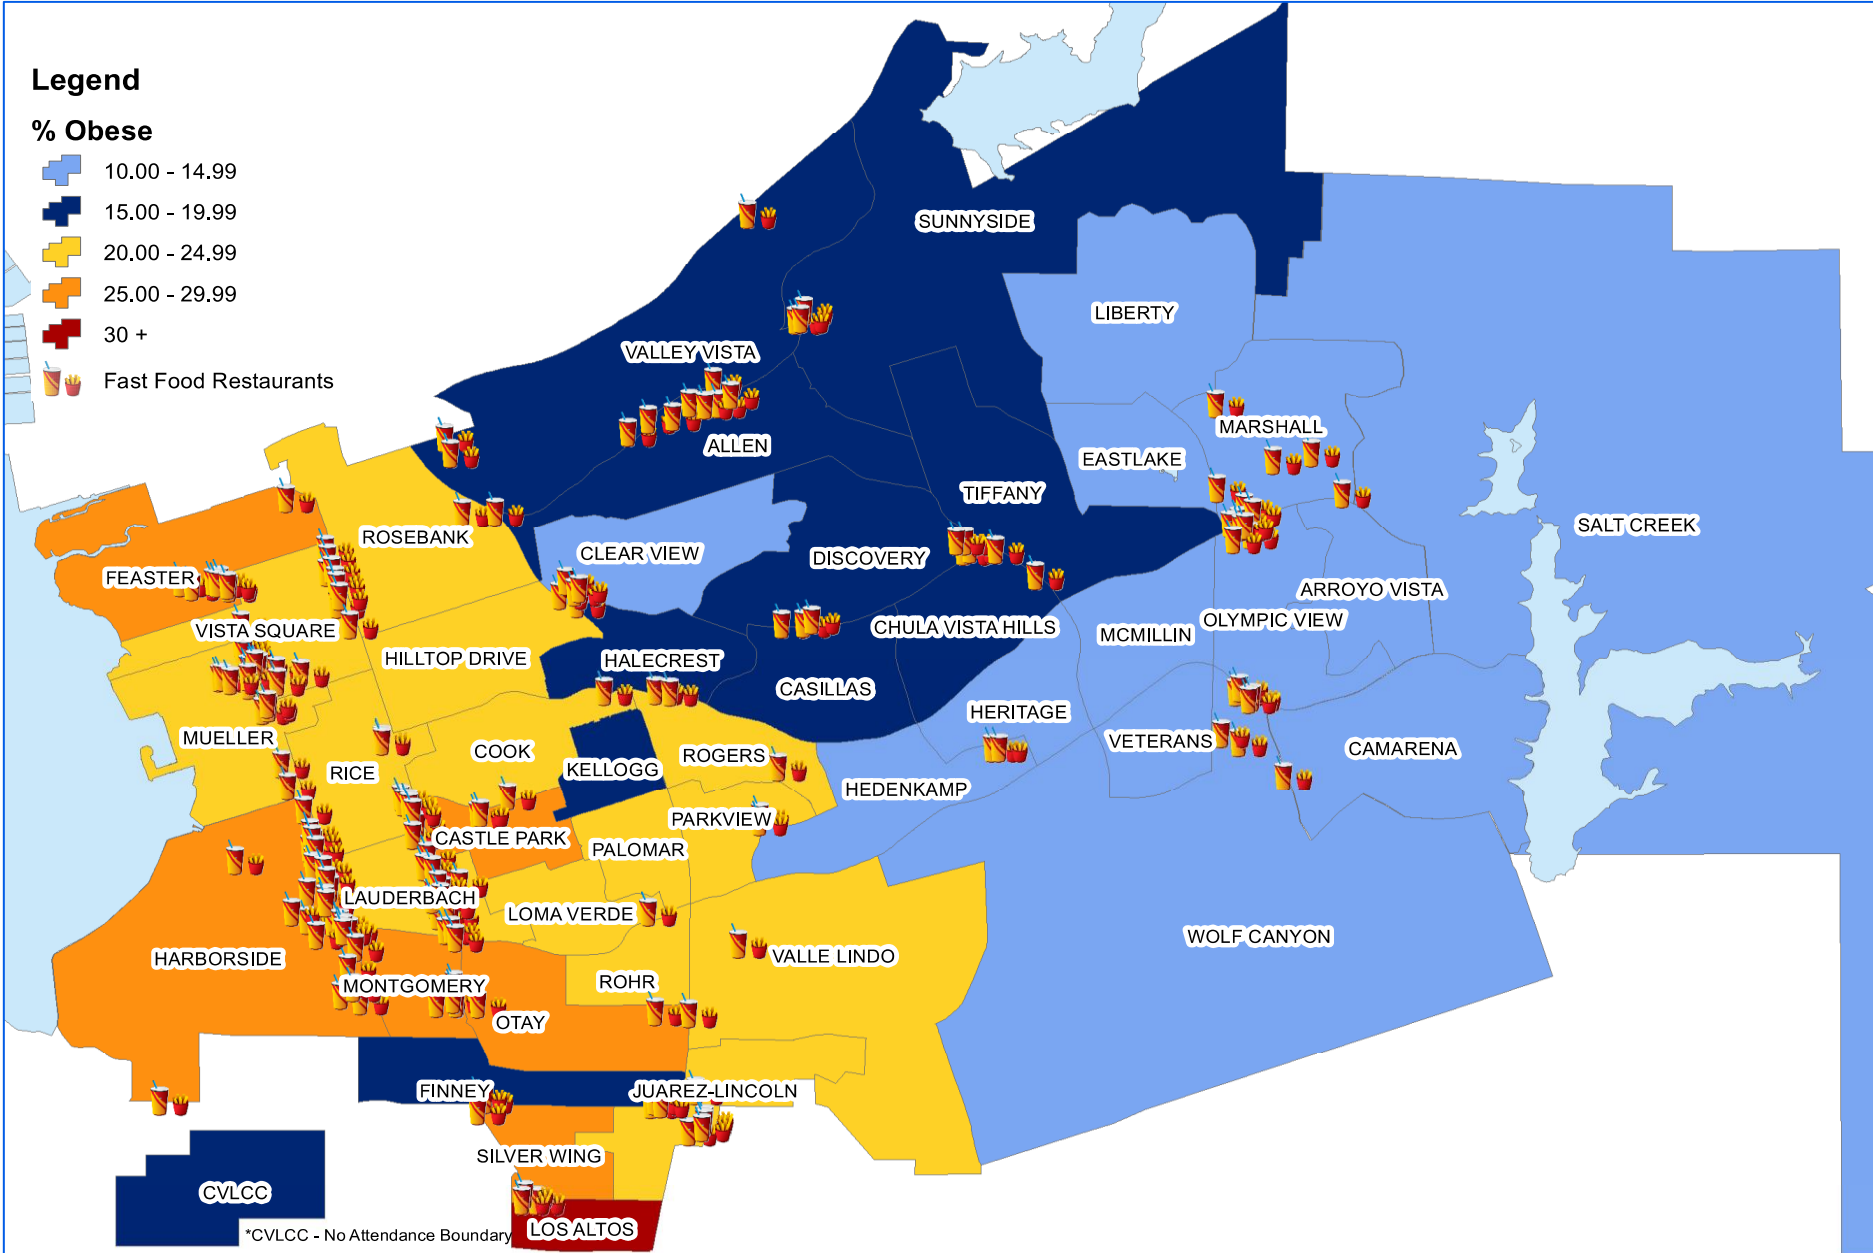 Legend
% Obese
10.00 - 14.99
15.00 - 19.99
20.00 - 24.99
25.00 - 29.99
30 +
Fast Food Restaurants
SUNNYSIDE
LIBERTY
VALLEY VISTA
MARSHALL
ALLEN
EASTLAKE
TIFFANY
SALT CREEK
ROSEBANK
CLEAR VIEW
DISCOVERY
FEASTER
ARROYO VISTA
OLYMPIC VIEW
CHULA VISTA HILLS
VISTA SQUARE
MCMILLIN
HILLTOP DRIVE
HALECREST
CASILLAS
HERITAGE
MUELLER
VETERANS
CAMARENA
COOK
ROGERS
KELLOGG
RICE
HEDENKAMP
PARKVIEW
CASTLE PARK
PALOMAR
LAUDERBACH
LOMA VERDE
WOLF CANYON
HARBORSIDE
VALLE LINDO
MONTGOMERY
ROHR
OTAY
FINNEY
JUAREZ-LINCOLN
SILVER WING
CVLCC
LOS ALTOS
*CVLCC - No Attendance Boundary